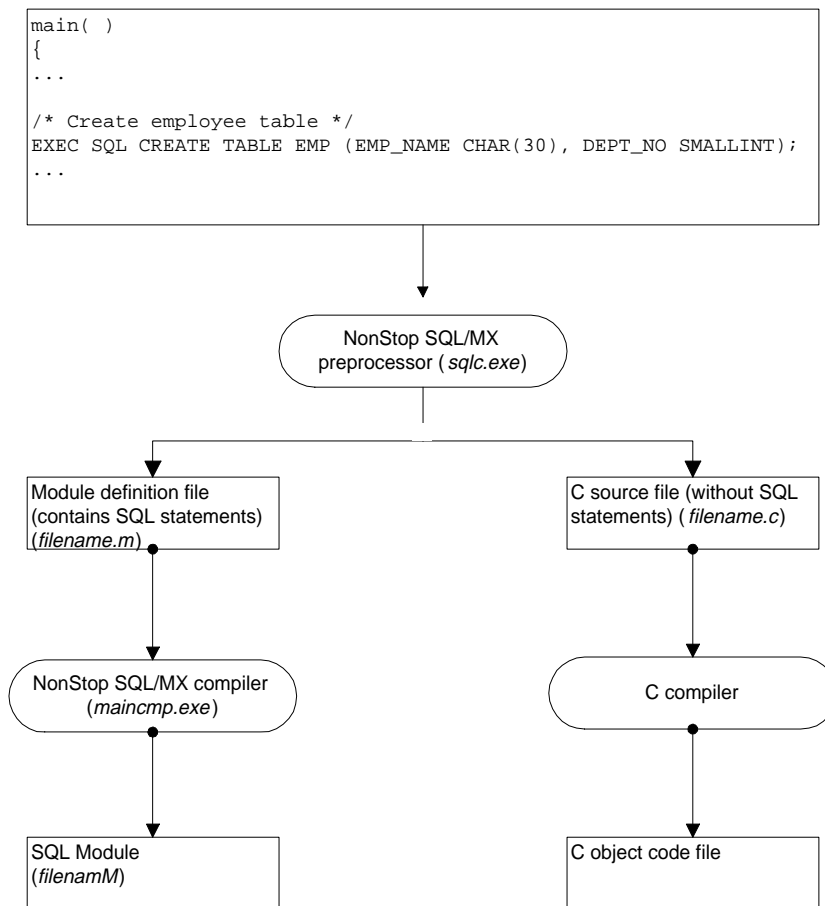 main( )
{
...
/* Create employee table */
EXEC SQL CREATE TABLE EMP (EMP_NAME CHAR(30), DEPT_NO SMALLINT);
...
NonStop SQL/MX
preprocessor ( sqlc.exe)
Module definition file
(contains SQL statements)
(filename.m)
C source file (without SQL
statements) ( filename.c)
NonStop SQL/MX compiler
(maincmp.exe)
C compiler
SQL Module
(filenamM)
C object code file